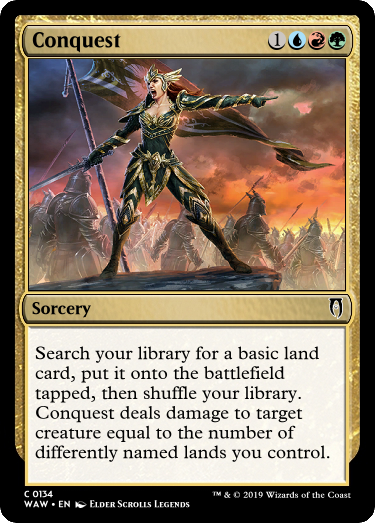 Conquest 1
Sorcery
Search your library for a basic land
card, put it onto the battlefield
tapped, then shuffle your library.
Conquest deals damage to target
creature equal to the number of
differently named lands you control.
C 0134
WAW • EN Elder Scrolls Legends
™ & © 2019 Wizards of the Coast